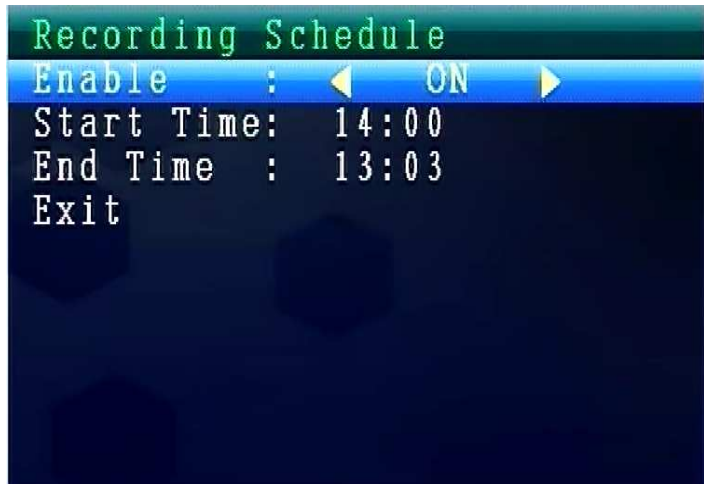 Recording Schedule
Enable : ON
Start Time: 14:00
End Time : 13:03
Exit